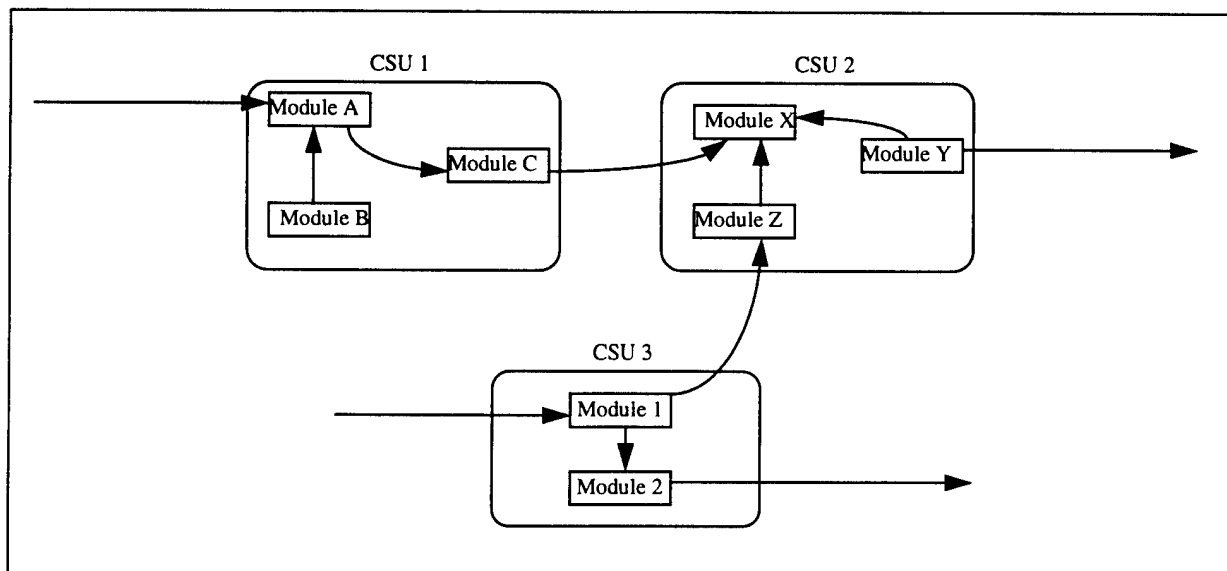 CSU 1
CSU 2
Module A
Module X
Module C
Module Y
Module B
Module Z
CSU 3
Module 1
Module 2